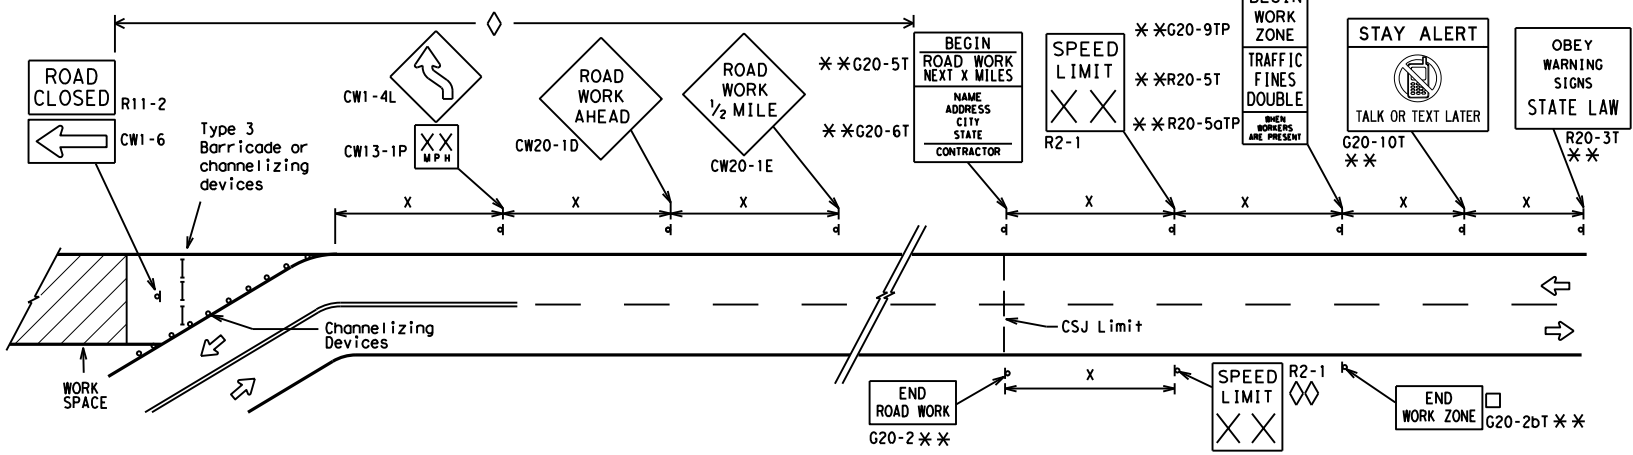 ROAD
CLOSED
R11-2
CW1-6
Type 3
Barricade or
channelizing
devices
CW1-4L
XX
MPH
CW13-1P
ROAD
WORK
AHEAD
CW20-1D
ROAD
WORK
1/2 MILE
CW20-1E
BEGIN
ROAD WORK
NEXT X MILES
* *G20-5T
NAME
ADDRESS
CITY
STATE
CONTRACTOR
* *G20-6T
SPEED
LIMIT
X X
R2-1
* *G20-9TP
BEGIN
WORK
ZONE
* *R20-5T
TRAFFIC
FINES
DOUBLE
* *R20-5aTP
WHEN
WORKERS
ARE PRESENT
STAY ALERT
TALK OR TEXT LATER
G20-10T
* *
OBEY
WARNING
SIGNS
STATE LAW
R20-3T
* *
X
X
X
X
X
X
X
Channelizing
Devices
CSJ Limit
WORK
SPACE
END
ROAD WORK
G20-2 * *
X
SPEED
LIMIT
X X
R2-1
END
WORK ZONE
G20-2bT * *